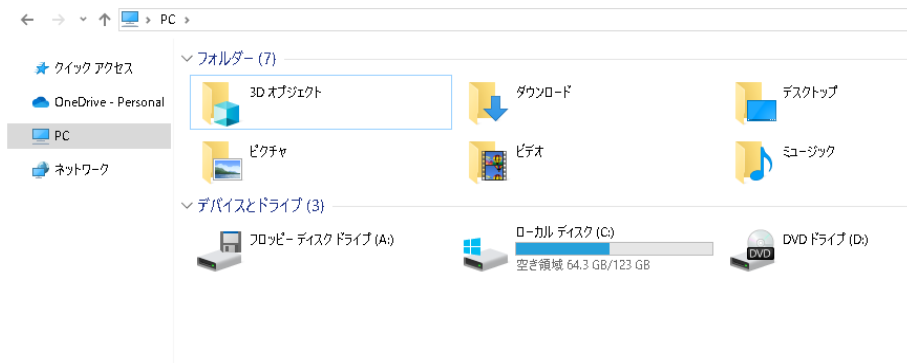 PC
クイック アクセス
OneDrive - Personal
PC
ネットワーク
フォルダー (7)
3D オブジェクト
ダウンロード
デスクトップ
ピクチャ
ビデオ
ミュージック
デバイスとドライブ (3)
フロッピー ディスク ドライブ (A:)
ローカル ディスク (C:)
空き領域 64.3 GB/123 GB
DVD ドライブ (D:)
DVD